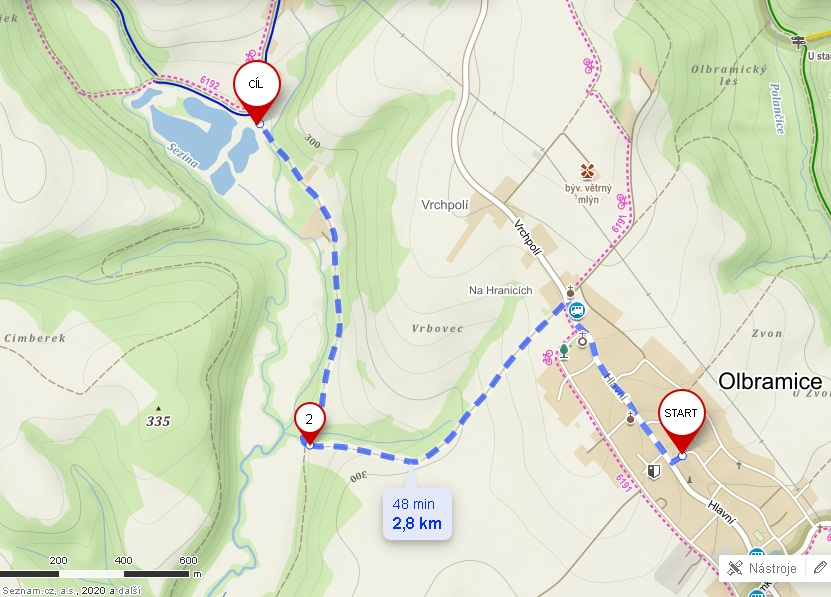 jek
6192
CÍL
Olbramický
les
U star
Polančice
300
Sezina
býv. větrný
mlýn
Vrchpolí
6191
Vrchpolí
Na Hranicích
Cimberek
Vrbovec
Zvon
Olbramice
U Zvo
Hlavní
START
335
2
300
6191
Hlavní
48 min
2,8 km
200
400
600
m
Nástroje
Seznam.cz, a.s., 2020 a další